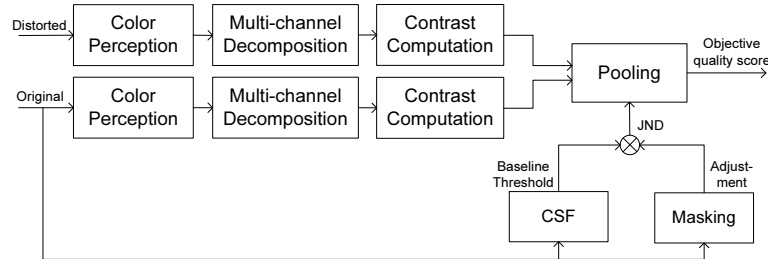 Distorted
Color
Perception
Multi-channel
Decomposition
Contrast
Computation
Original
Color
Perception
Multi-channel
Decomposition
Contrast
Computation
Pooling
Objective
quality score
JND
Baseline
Threshold
Adjust-
ment
CSF
Masking